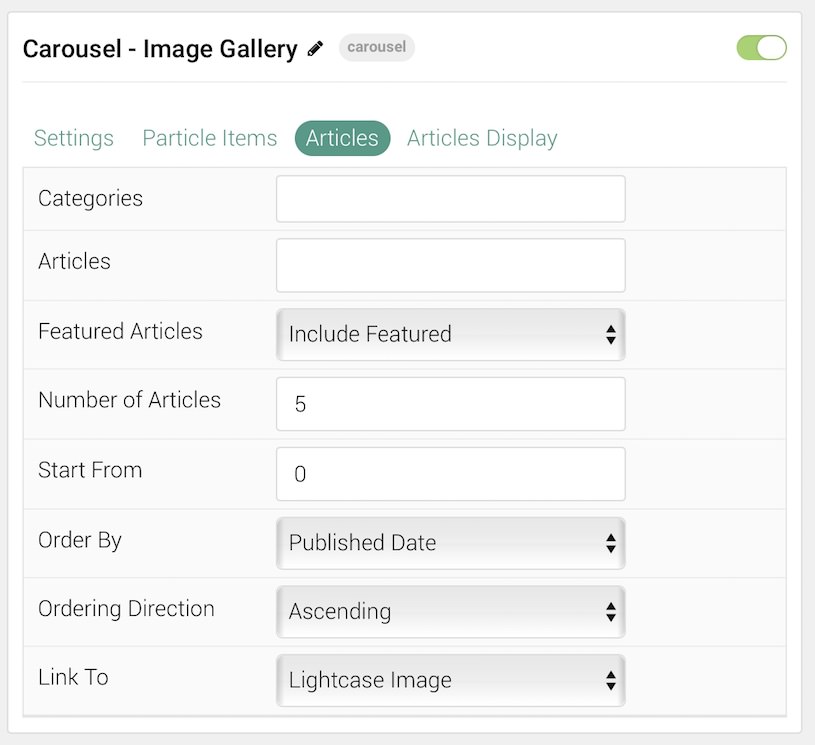 Carousel - Image Gallery carousel
Settings Particle Items Articles Articles Display
Categories
Articles
Featured Articles Include Featured
Number of Articles 5
Start From 0
Order By Published Date
Ordering Direction Ascending
Link To Lightcase Image